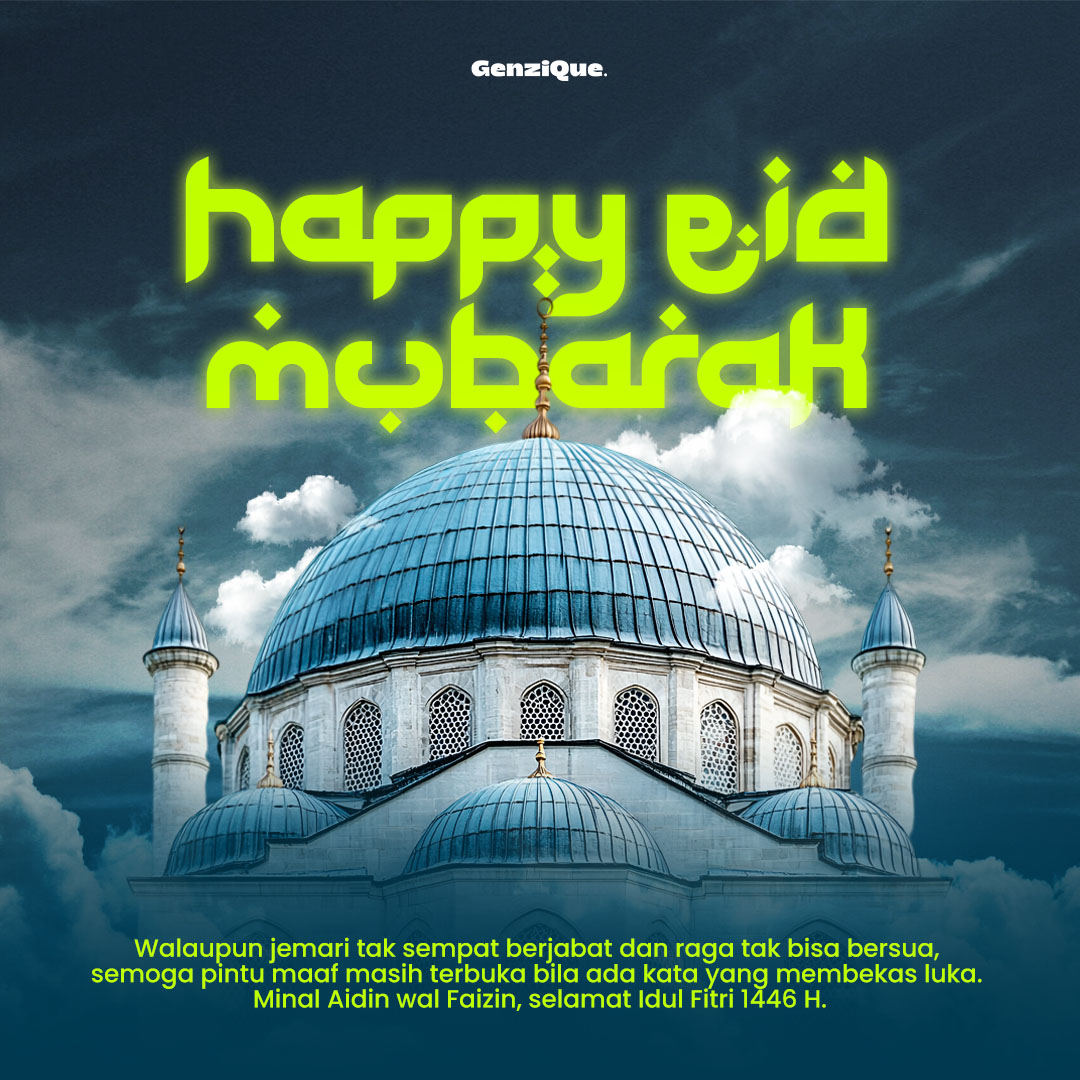 GenziQue.
happy eid
mubarak
Walaupun jemari tak sempat berjabat dan raga tak bisa bersua,
semoga pintu maaf masih terbuka bila ada kata yang membekas luka.
Minal Aidin wal Faizin, selamat Idul Fitri 1446 H.